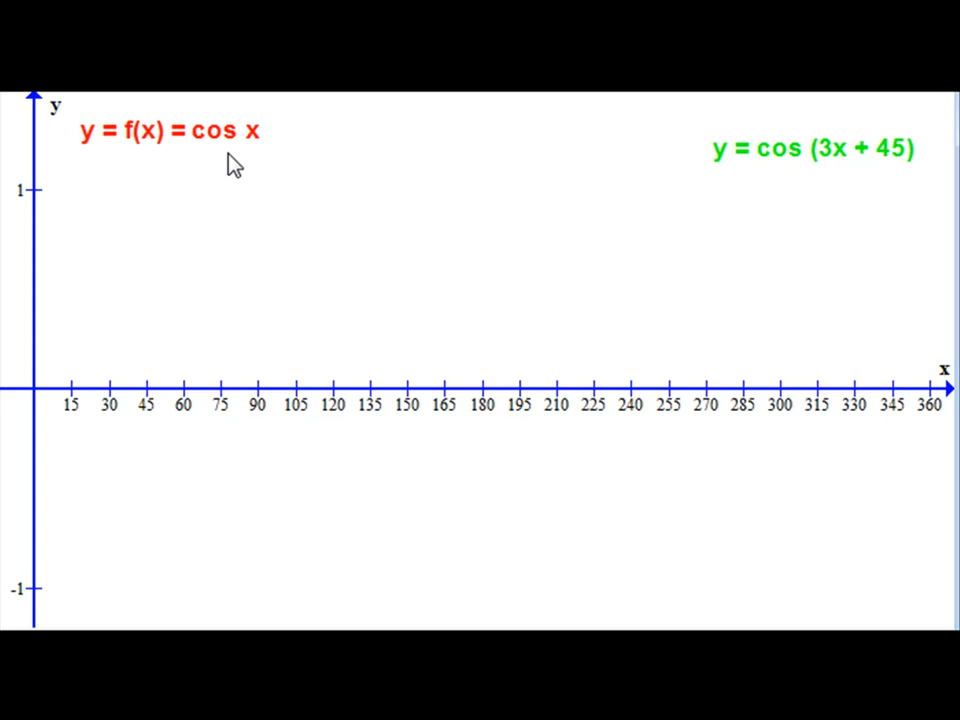 y
y = f(x) = cos x
y = cos (3x + 45)
1
x
15 30 45 60 75 90 105 120 135 150 165 180 195 210 225 240 255 270 285 300 315 330 345 360
-1